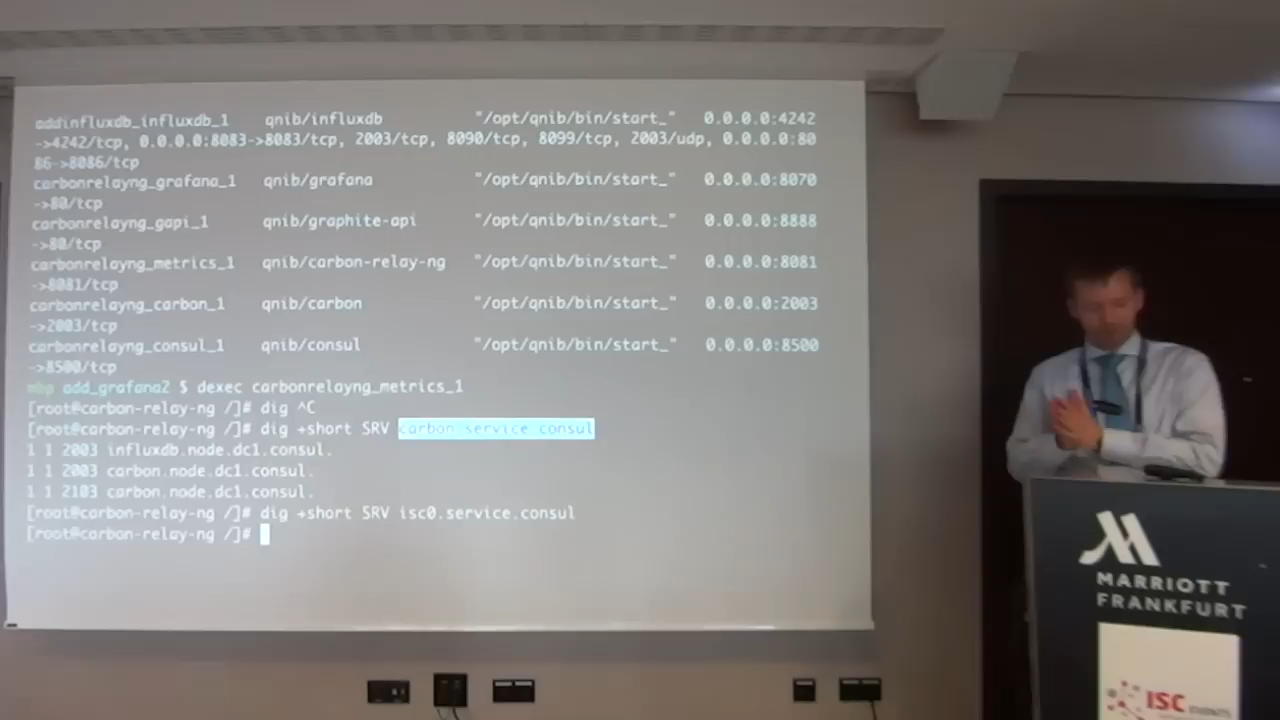 addinfluxdb_influxdb_1 qnib/influxdb "/opt/qnib/bin/start_" 0.0.0.0:4242
->4242/tcp, 0.0.0.0:8083->8083/tcp, 2003/tcp, 8090/tcp, 8099/tcp, 2003/udp, 0.0.0.0:80
86->8086/tcp
carbonrelayng_grafana_1 qnib/grafana "/opt/qnib/bin/start_" 0.0.0.0:8070
->80/tcp
carbonrelayng_gapi_1 qnib/graphite-api "/opt/qnib/bin/start_" 0.0.0.0:8888
->80/tcp
carbonrelayng_metrics_1 qnib/carbon-relay-ng "/opt/qnib/bin/start_" 0.0.0.0:8081
->8081/tcp
carbonrelayng_carbon_1 qnib/carbon "/opt/qnib/bin/start_" 0.0.0.0:2003
->2003/tcp
carbonrelayng_consul_1 qnib/consul "/opt/qnib/bin/start_" 0.0.0.0:8500
->8500/tcp
mbp add_grafana2 $ dexec carbonrelayng_metrics_1
[root@carbon-relay-ng /]# dig ^C
[root@carbon-relay-ng /]# dig +short SRV carbon.service.consul
1 1 2003 influxdb.node.dc1.consul.
1 1 2003 carbon.node.dc1.consul.
1 1 2103 carbon.node.dc1.consul.
[root@carbon-relay-ng /]# dig +short SRV isc0.service.consul
[root@carbon-relay-ng /]#
MARRIOTT
FRANKFURT
ISC EVENTS